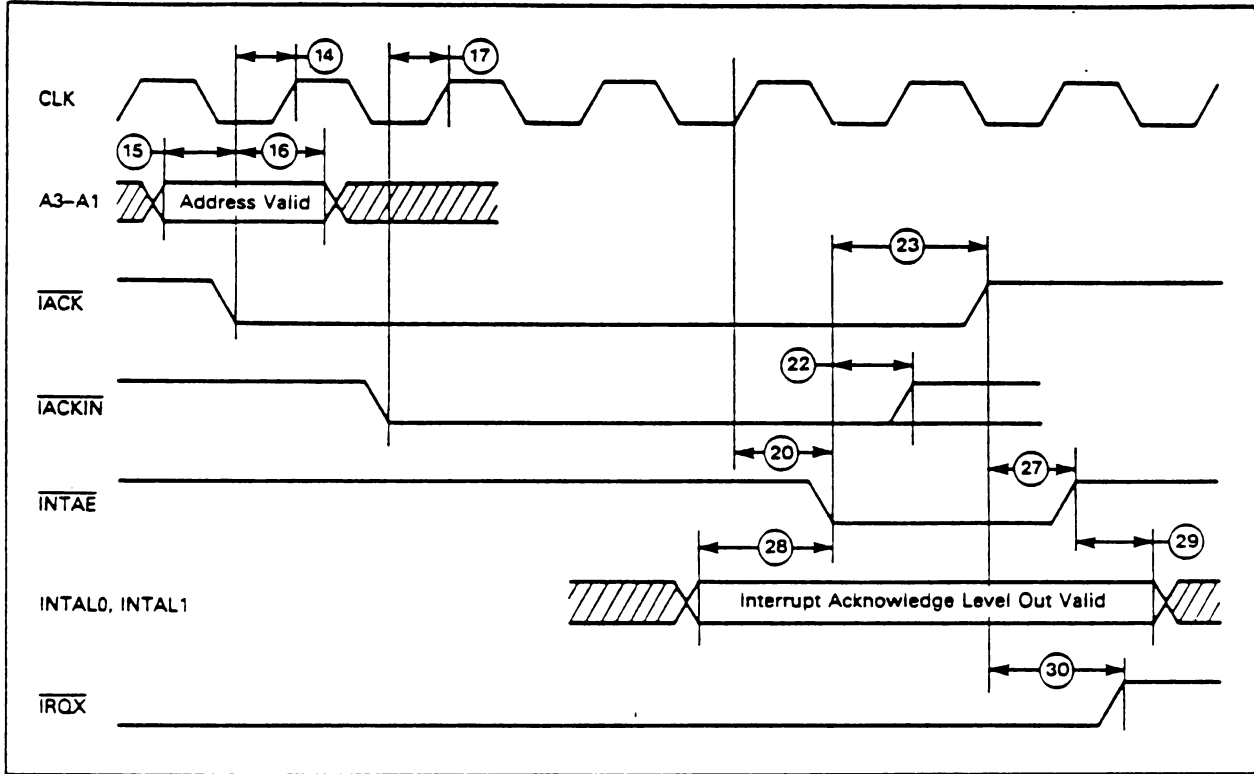 14
17
CLK
15
16
A3–A1
Address Valid
23
IACK
22
IACKIN
20
27
INTAE
28
29
INTAL0, INTAL1
Interrupt Acknowledge Level Out Valid
30
IRQX